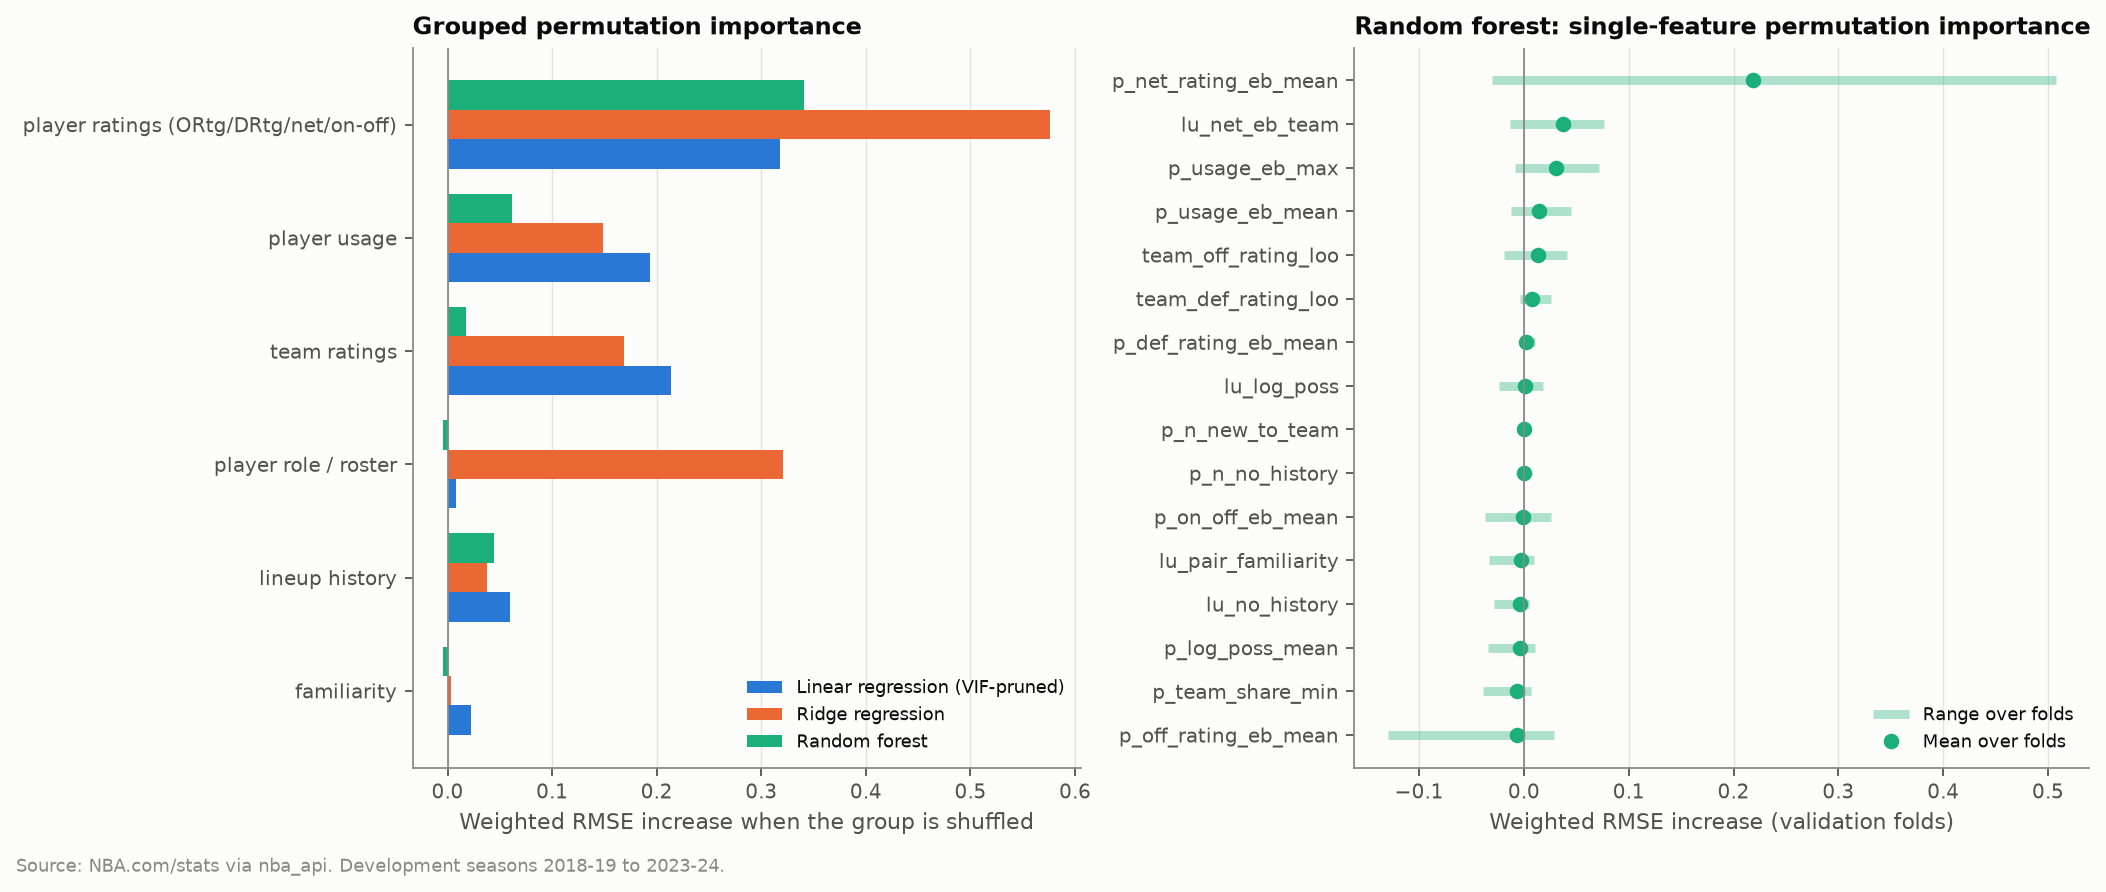 Grouped permutation importance
player ratings (ORtg/DRtg/net/on-off)
player usage
team ratings
player role / roster
lineup history
familiarity
Linear regression (VIF-pruned)
Ridge regression
Random forest
0.0 0.1 0.2 0.3 0.4 0.5 0.6
Weighted RMSE increase when the group is shuffled
Random forest: single-feature permutation importance
p_net_rating_eb_mean
lu_net_eb_team
p_usage_eb_max
p_usage_eb_mean
team_off_rating_loo
team_def_rating_loo
p_def_rating_eb_mean
lu_log_poss
p_n_new_to_team
p_n_no_history
p_on_off_eb_mean
lu_pair_familiarity
lu_no_history
p_log_poss_mean
p_team_share_min
p_off_rating_eb_mean
Range over folds
Mean over folds
−0.1 0.0 0.1 0.2 0.3 0.4 0.5
Weighted RMSE increase (validation folds)
Source: NBA.com/stats via nba_api. Development seasons 2018-19 to 2023-24.